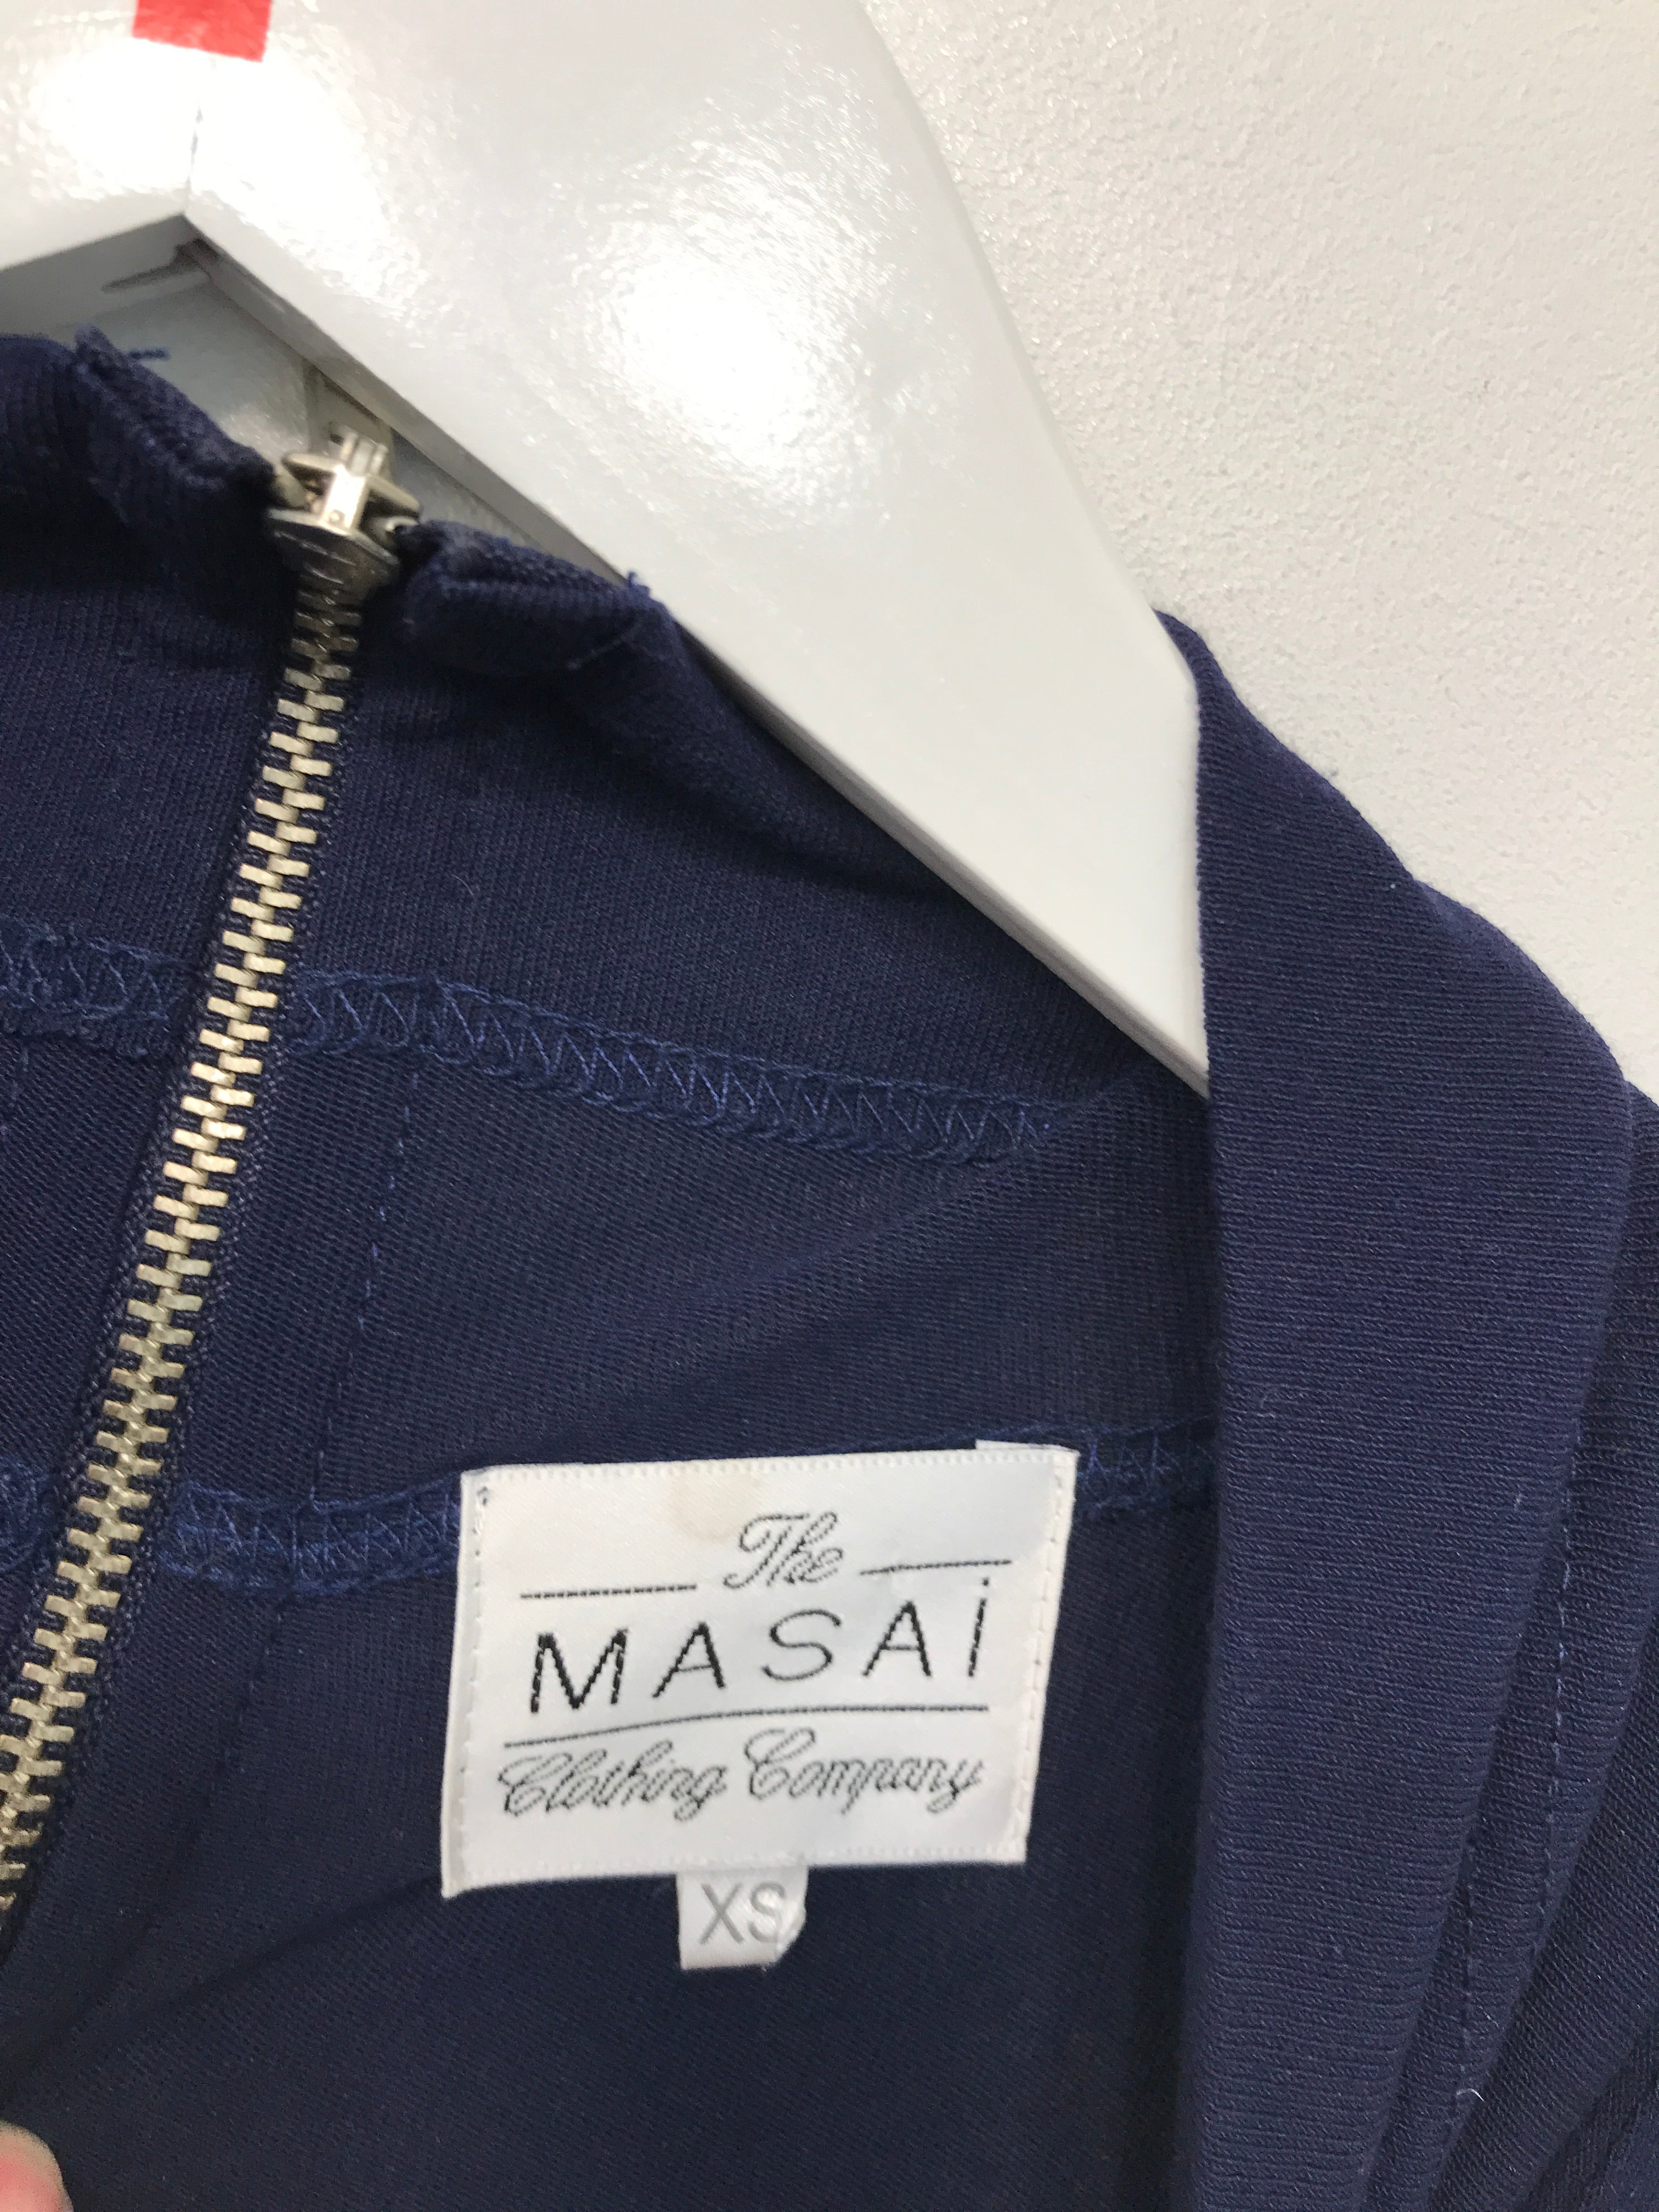 The
MASAi
Clothing Company
XS